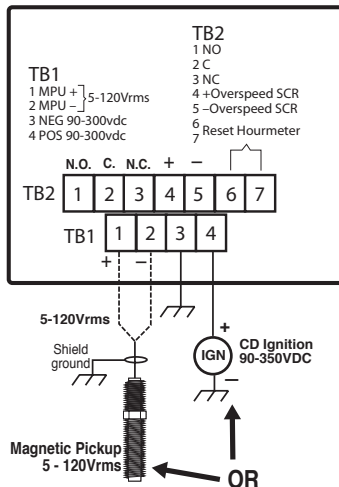 TB2
1 NO
2 C
3 NC
4 +Overspeed SCR
5 –Overspeed SCR
6
7 Reset Hourmeter
TB1
1 MPU +
2 MPU –
5-120Vrms
3 NEG 90-300vdc
4 POS 90-300vdc
N.O. C. N.C. + –
TB2 1 2 3 4 5 6 7
TB1 1 2 3 4
+ –
5-120Vrms
Shield
ground
+
IGN
–
CD Ignition
90-350VDC
Magnetic Pickup
5 - 120Vrms
OR